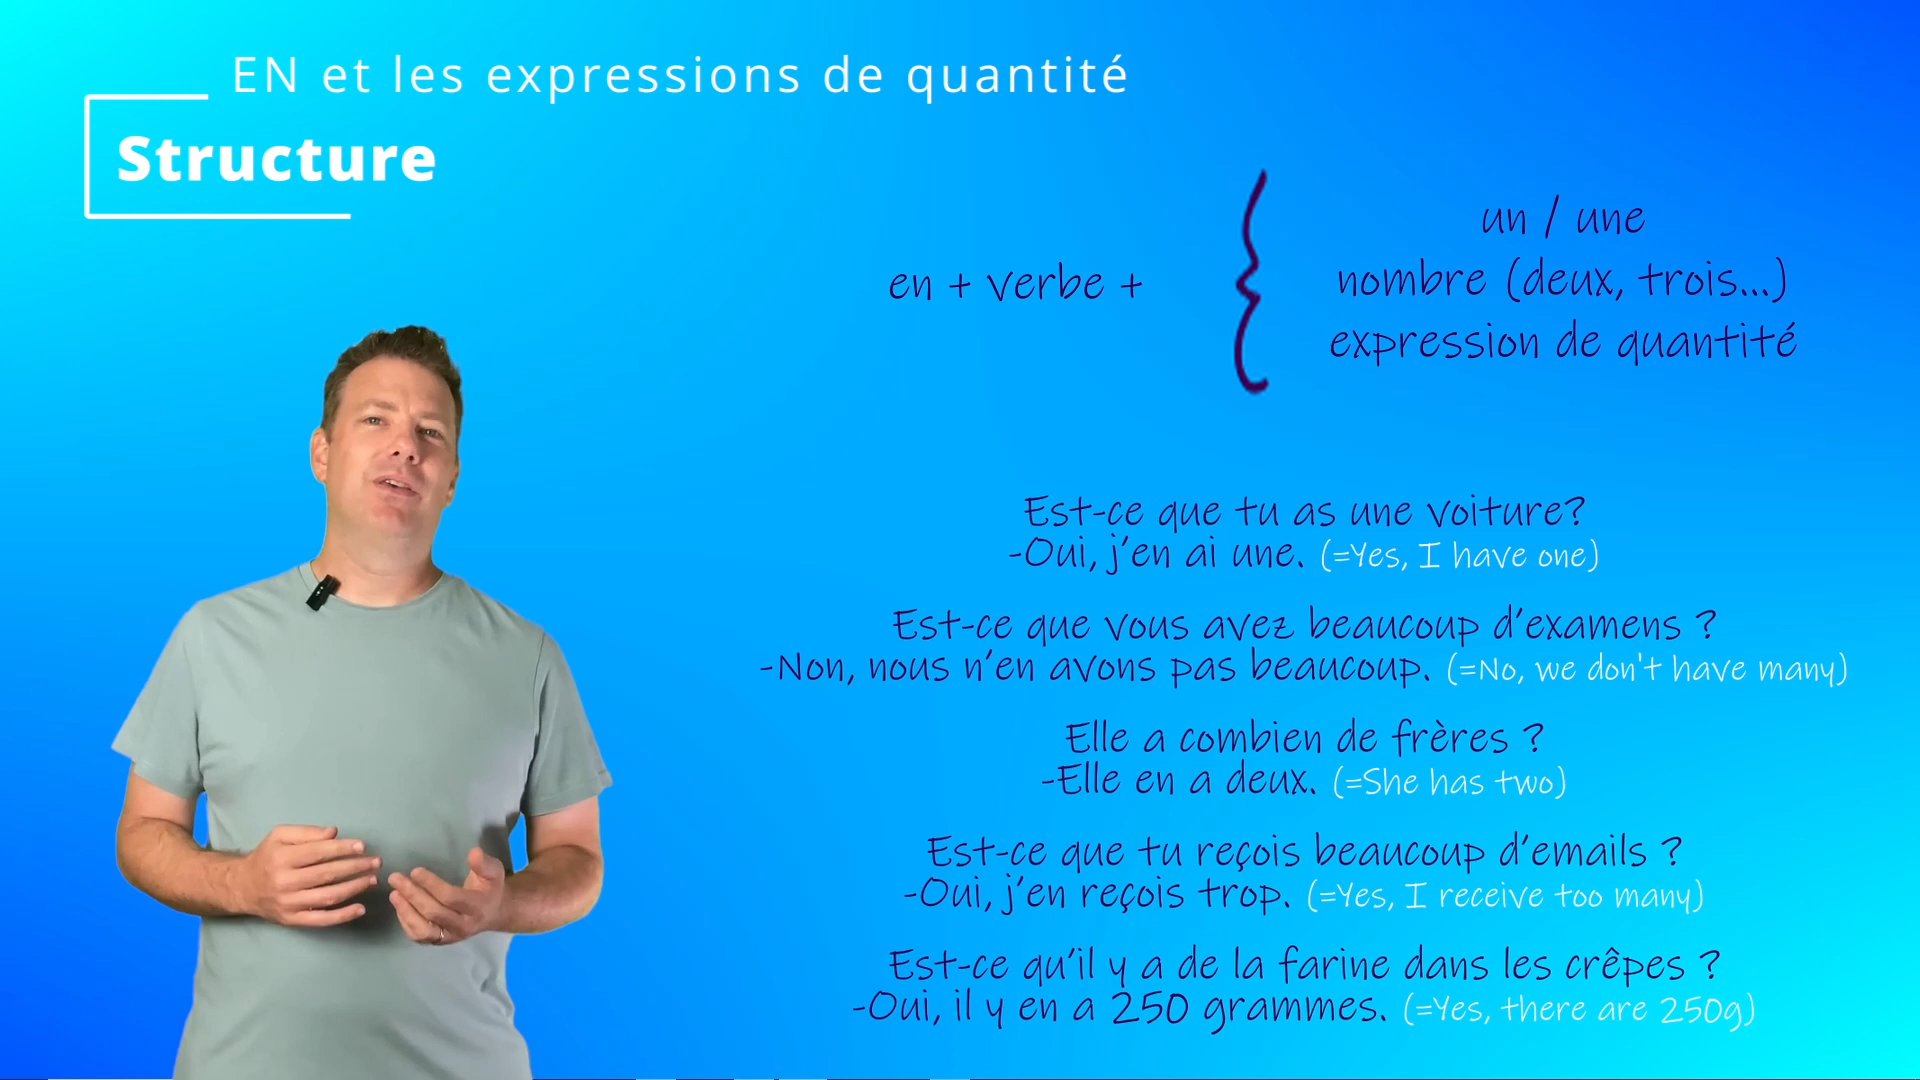 EN et les expressions de quantité
Structure
en + verbe +
un / une
nombre (deux, trois...)
expression de quantité
Est-ce que tu as une voiture?
-Oui, j'en ai une. (=Yes, I have one)
Est-ce que vous avez beaucoup d'examens ?
-Non, nous n'en avons pas beaucoup. (=No, we don't have many)
Elle a combien de frères ?
-Elle en a deux. (=She has two)
Est-ce que tu reçois beaucoup d'emails ?
-Oui, j'en reçois trop. (=Yes, I receive too many)
Est-ce qu'il y a de la farine dans les crêpes ?
-Oui, il y en a 250 grammes. (=Yes, there are 250g)